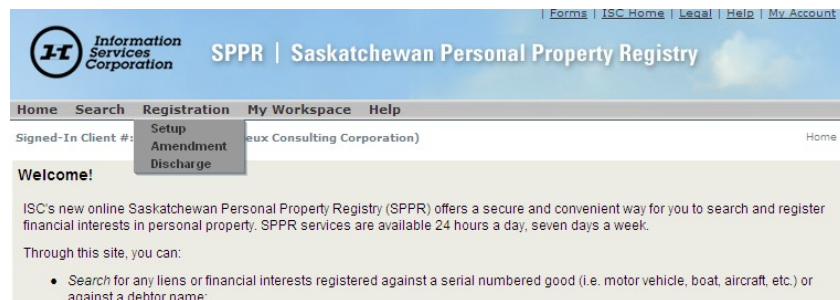 | Forms | ISC Home | Legal | Help | My Account
Information
Services
Corporation
SPPR | Saskatchewan Personal Property Registry
Home Search Registration My Workspace Help
Setup
Amendment
Discharge
Signed-In Client #: eux Consulting Corporation)
Home
Welcome!
ISC's new online Saskatchewan Personal Property Registry (SPPR) offers a secure and convenient way for you to search and register
financial interests in personal property. SPPR services are available 24 hours a day, seven days a week.
Through this site, you can:
• Search for any liens or financial interests registered against a serial numbered good (i.e. motor vehicle, boat, aircraft, etc.) or
against a debtor name;